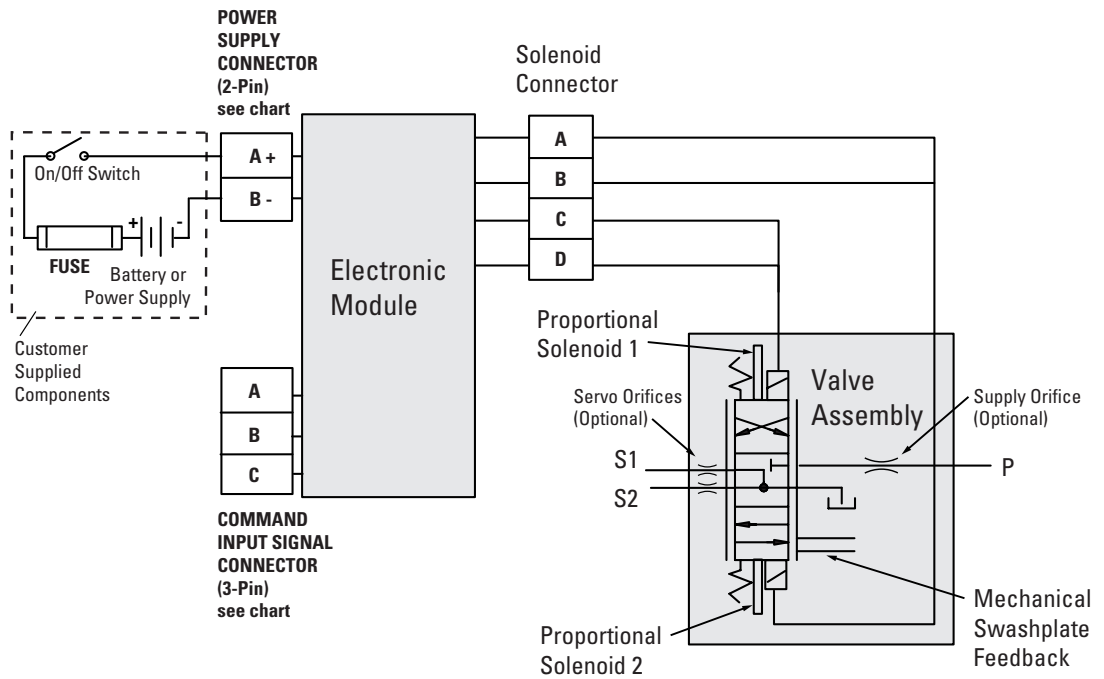 POWER
SUPPLY
CONNECTOR
(2-Pin)
see chart
Solenoid
Connector
A +
B -
On/Off Switch
+
-
FUSE
Battery or
Power Supply
Customer
Supplied
Components
Electronic
Module
A
B
C
D
A
B
C
COMMAND
INPUT SIGNAL
CONNECTOR
(3-Pin)
see chart
Proportional
Solenoid 1
Servo Orifices
(Optional)
Valve
Assembly
Supply Orifice
(Optional)
S1
S2
P
Proportional
Solenoid 2
Mechanical
Swashplate
Feedback